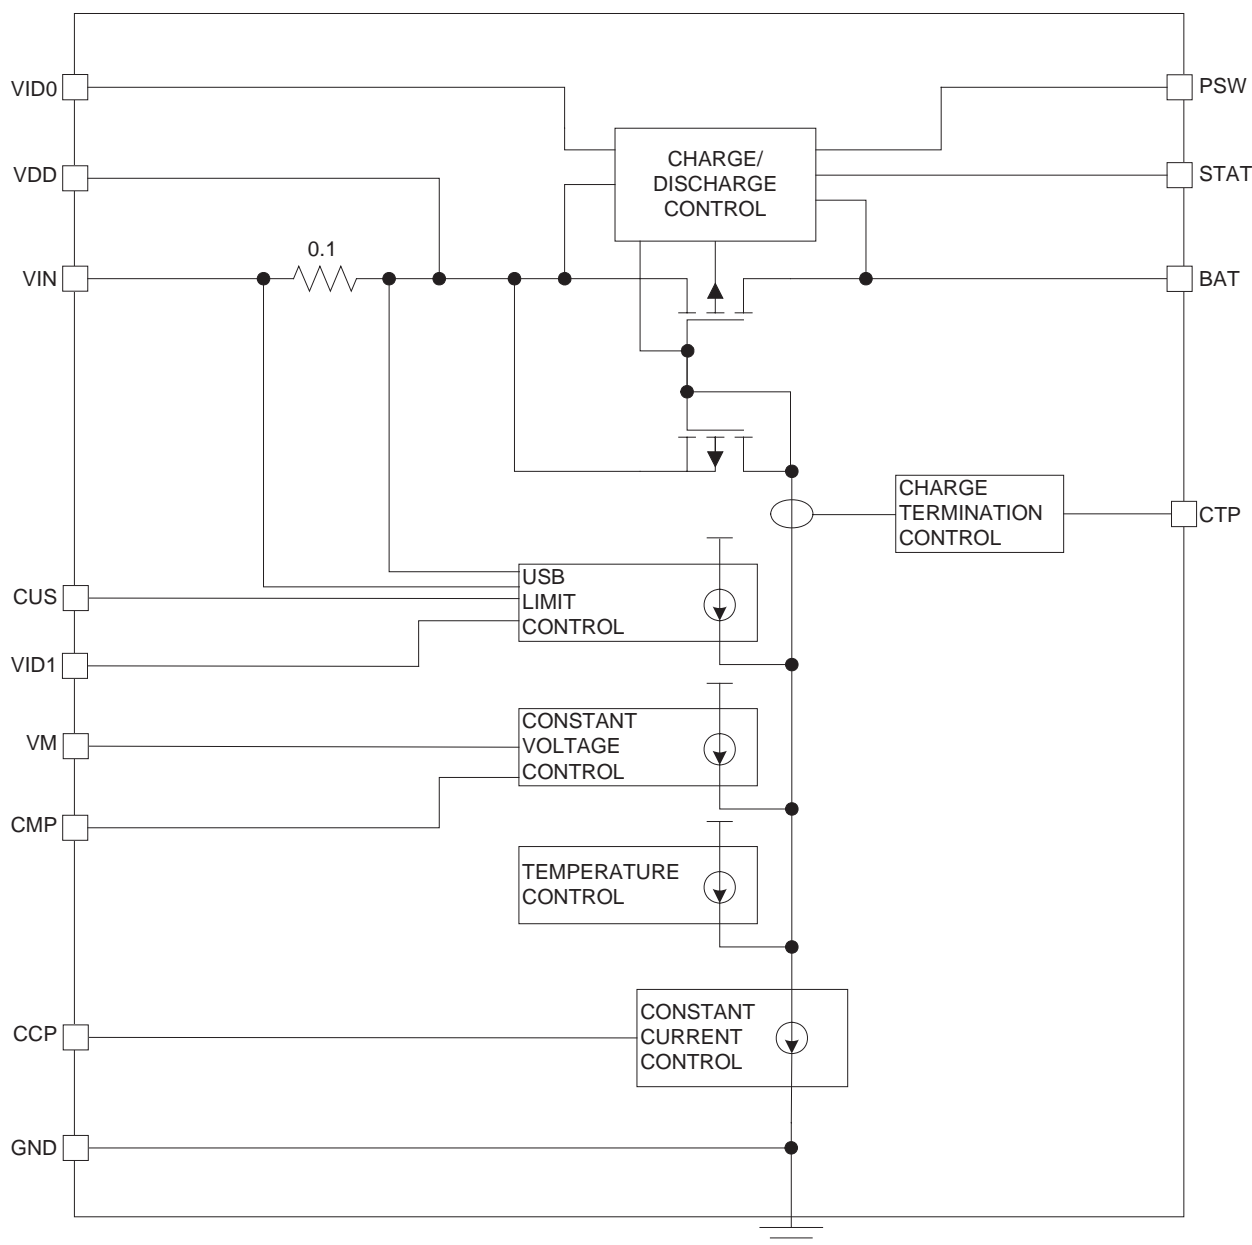 VID0
PSW
CHARGE/
DISCHARGE
CONTROL
VDD
STAT
0.1
VIN
BAT
CHARGE
TERMINATION
CONTROL
CTP
USB
LIMIT
CONTROL
CUS
VID1
CONSTANT
VOLTAGE
CONTROL
VM
CMP
TEMPERATURE
CONTROL
CONSTANT
CURRENT
CONTROL
CCP
GND